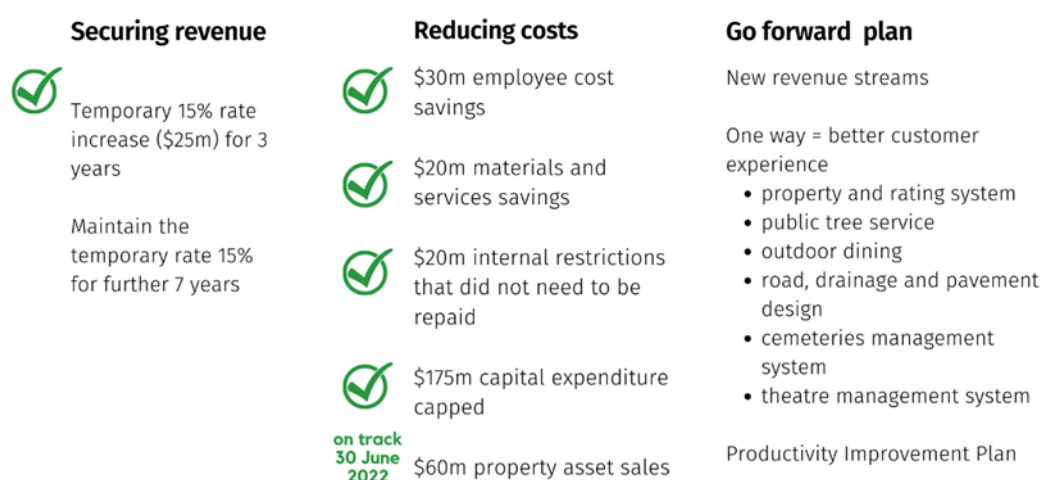 Securing revenue
Temporary 15% rate
increase ($25m) for 3
years
Maintain the
temporary rate 15%
for further 7 years
Reducing costs
$30m employee cost
savings
$20m materials and
services savings
$20m internal restrictions
that did not need to be
repaid
$175m capital expenditure
capped
on track
30 June
2022
$60m property asset sales
Go forward plan
New revenue streams
One way = better customer
experience
• property and rating system
• public tree service
• outdoor dining
• road, drainage and pavement
design
• cemeteries management
system
• theatre management system
Productivity Improvement Plan